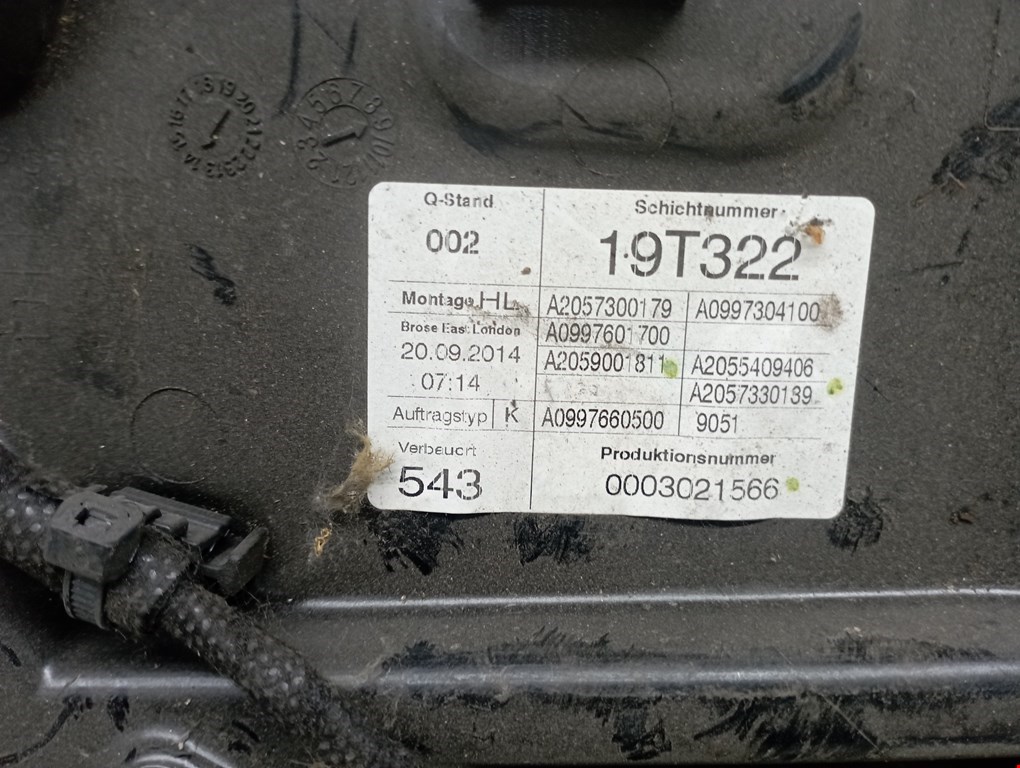 Q-Stand
002
Schichtnummer
19T322
Montage HL
Brose East London
20.09.2014
07:14
A2057300179 A0997304100
A0997601700
A2059001811 A2055409406
A2057330139
Auftragstyp K
A0997660500 9051
Verbauort
543
Produktionsnummer
0003021566